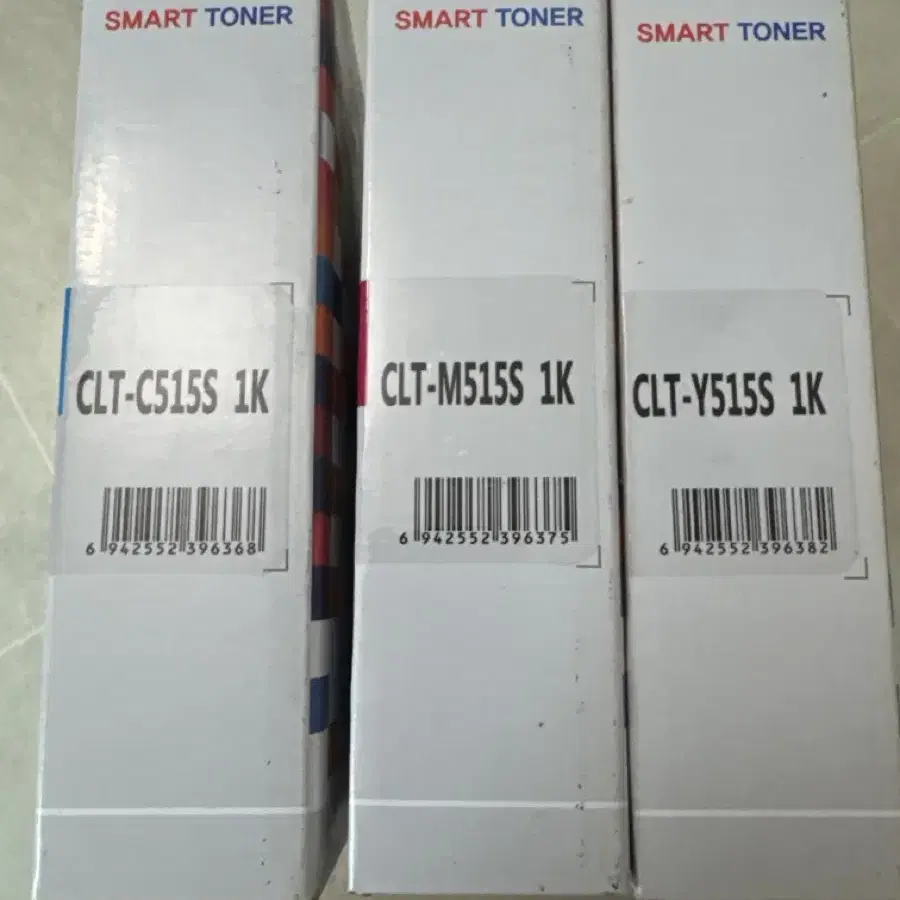 SMART TONER
CLT-C515S 1K
6 942552 396368
SMART TONER
CLT-M515S 1K
6 942552 396375
SMART TONER
CLT-Y515S 1K
6 942552 396382